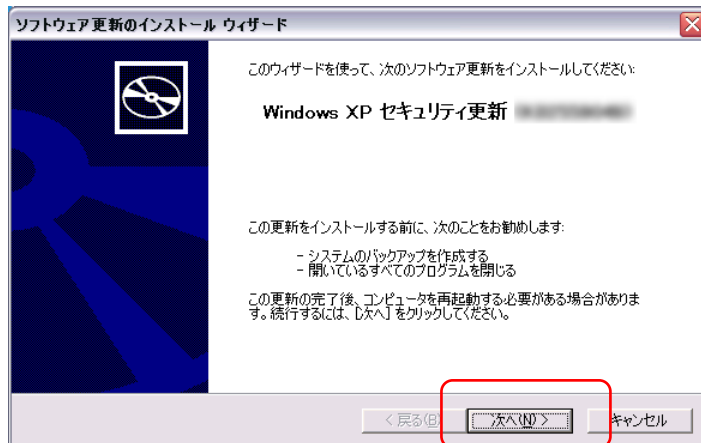 ソフトウェア更新のインストール ウィザード
このウィザードを使って、次のソフトウェア更新をインストールしてください:
Windows XP セキュリティ更新
この更新をインストールする前に、次のことをお勧めします:
- システムのバックアップを作成する
- 開いているすべてのプログラムを閉じる
この更新の完了後、コンピュータを再起動する必要がある場合がありま
す。続行するには、[次へ] をクリックしてください。
< 戻る(B) 次へ(N) > キャンセル